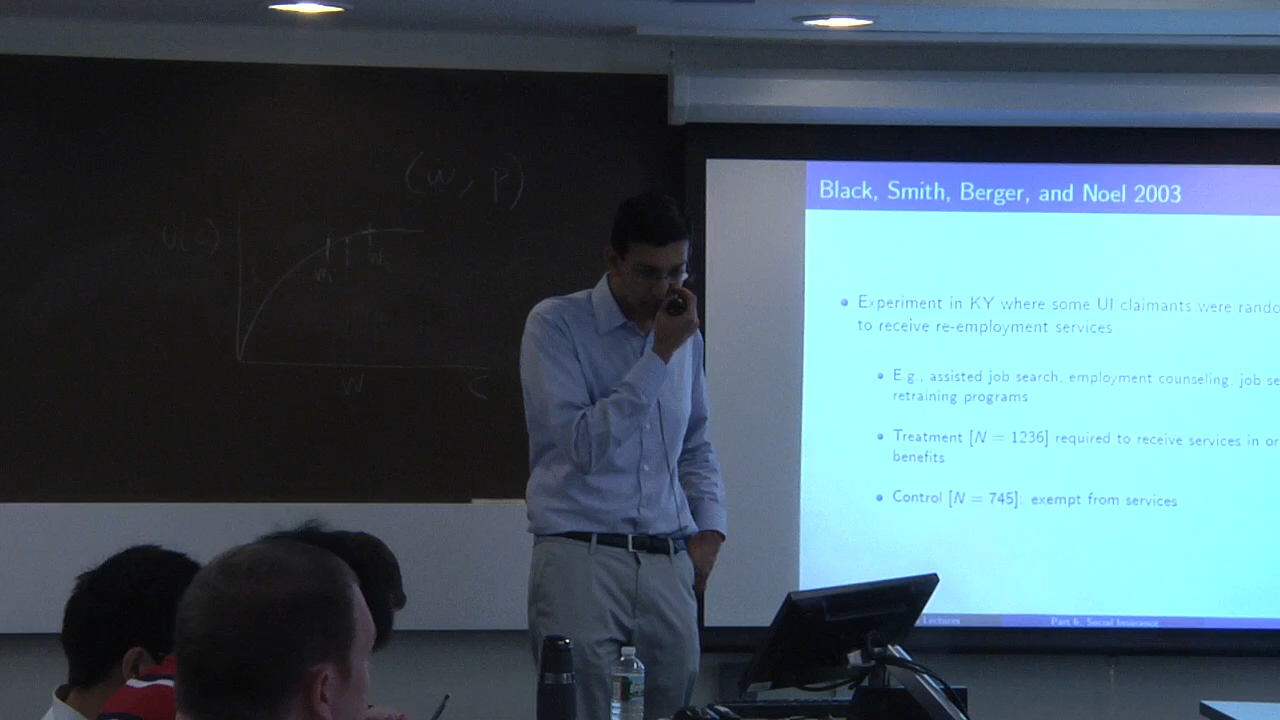 (w, p)
U(c)
w₁
W
C
Black, Smith, Berger, and Noel 2003
Experiment in KY where some UI claimants were rando
to receive re-employment services
E.g., assisted job search, employment counseling, job se
retraining programs
Treatment [N = 1236] required to receive services in or
benefits
Control [N = 745]: exempt from services
Lectures
Part 6: Social Insurance